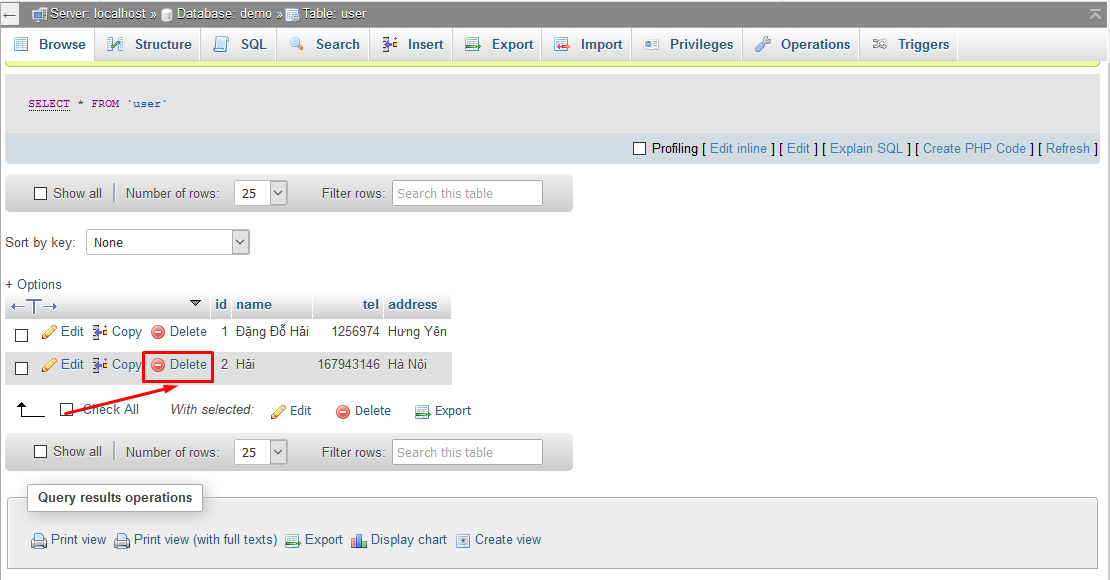 Server: localhost » Database: demo » Table: user
Browse Structure SQL Search Insert Export Import Privileges Operations Triggers
SELECT * FROM `user`
Profiling [ Edit inline ] [ Edit ] [ Explain SQL ] [ Create PHP Code ] [ Refresh ]
Show all Number of rows: 25 Filter rows: Search this table
Sort by key: None
+ Options
←T→ id name tel address
Edit Copy Delete 1 Đặng Đỗ Hải 1256974 Hưng Yên
Edit Copy Delete 2 Hãi 167943146 Hà Nội
Check All With selected: Edit Delete Export
Show all Number of rows: 25 Filter rows: Search this table
Query results operations
Print view Print view (with full texts) Export Display chart Create view